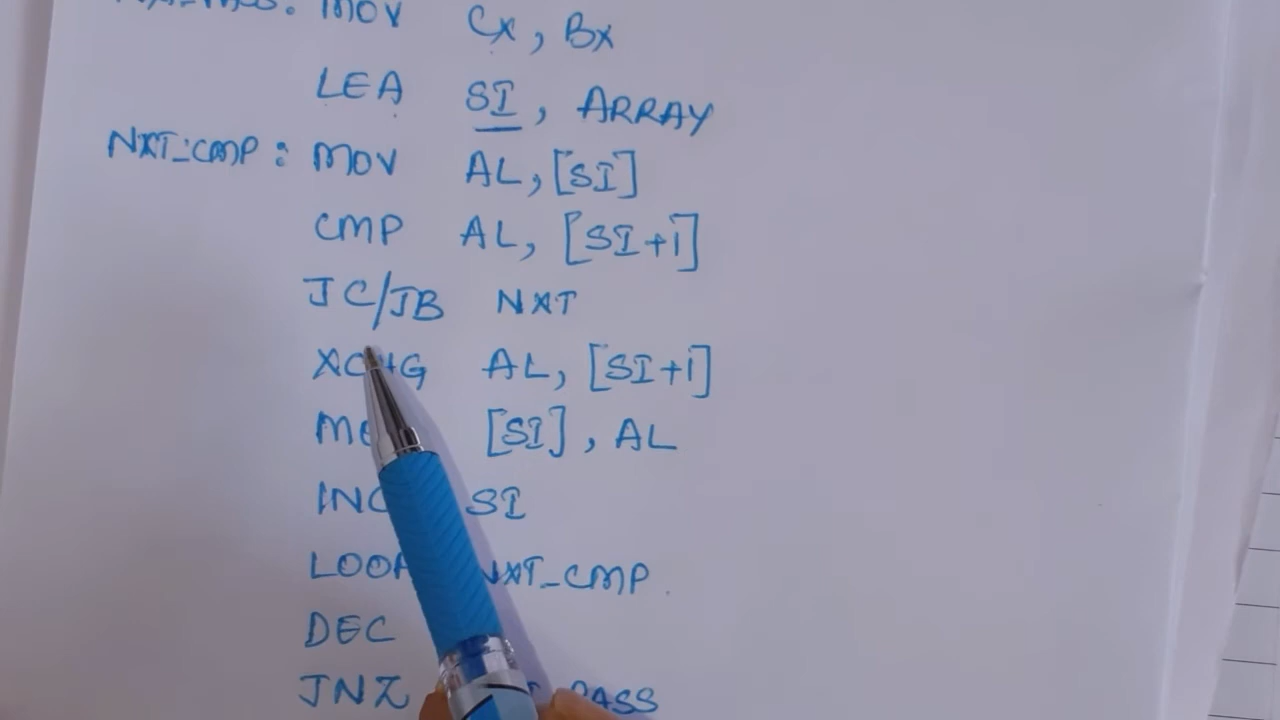 MOV CX, BX
LEA SI, ARRAY
NXT_CMP: MOV AL, [SI]
CMP AL, [SI+1]
JC/JB NXT
XCHG AL, [SI+1]
[SI], AL
INC SI
LOOP NXT_CMP
DEC
JNZ PASS